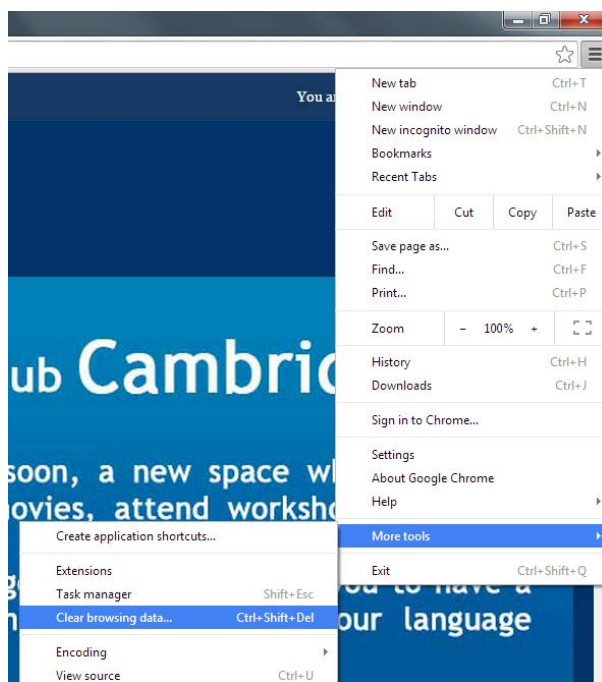 You
New tab Ctrl+T
New window Ctrl+N
New incognito window Ctrl+Shift+N
Bookmarks
Recent Tabs
Edit Cut Copy Paste
Save page as... Ctrl+S
Find... Ctrl+F
Print... Ctrl+P
Zoom - 100% +
History Ctrl+H
Downloads Ctrl+J
Sign in to Chrome...
Settings
About Google Chrome
Help
More tools
Exit Ctrl+Shift+Q
ub Cambri
soon, a new space w
ovies, attend worksh
Create application shortcuts...
Extensions
Task manager Shift+Esc
Clear browsing data... Ctrl+Shift+Del
Encoding
View source Ctrl+U
you to have a
our language